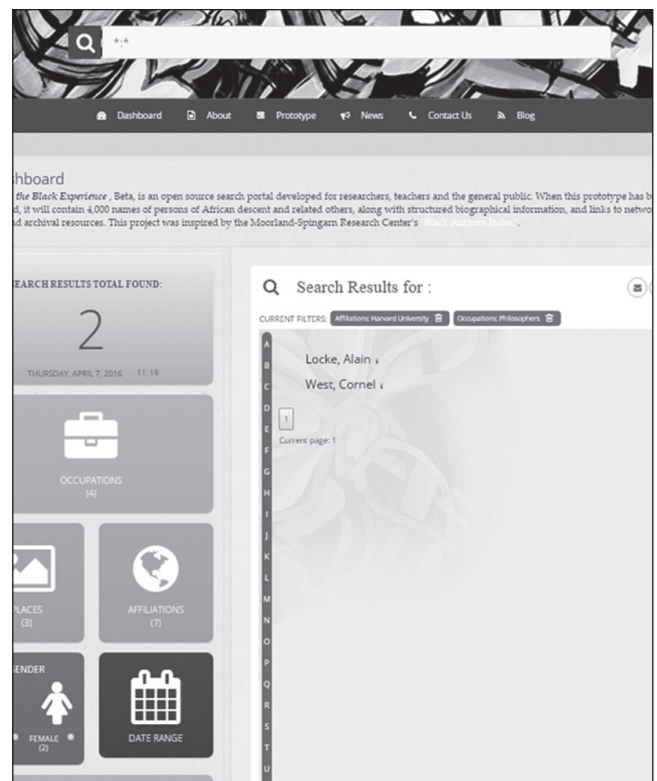 *:*
Dashboard About Prototype News Contact Us Blog
hboard
the Black Experience , Beta, is an open source search portal developed for researchers, teachers and the general public. When this prototype has b
d, it will contain 4,000 names of persons of African descent and related others, along with structured biographical information, and links to netwo
d archival resources. This project was inspired by the Moorland-Spingarn Research Center's "Black Authors Index".
EARCH RESULTS TOTAL FOUND:
2
THURSDAY, APRIL 7, 2016 11:19
OCCUPATIONS
(4)
PLACES
(3)
AFFILIATIONS
(7)
ENDER
FEMALE
(2)
DATE RANGE
Search Results for :
CURRENT FILTERS: Affiliations: Harvard University Occupations: Philosophers
A
B
C
D
E
F
G
H
I
J
K
L
M
N
O
P
Q
R
S
T
U
Locke, Alain
West, Cornel
1
Current page: 1